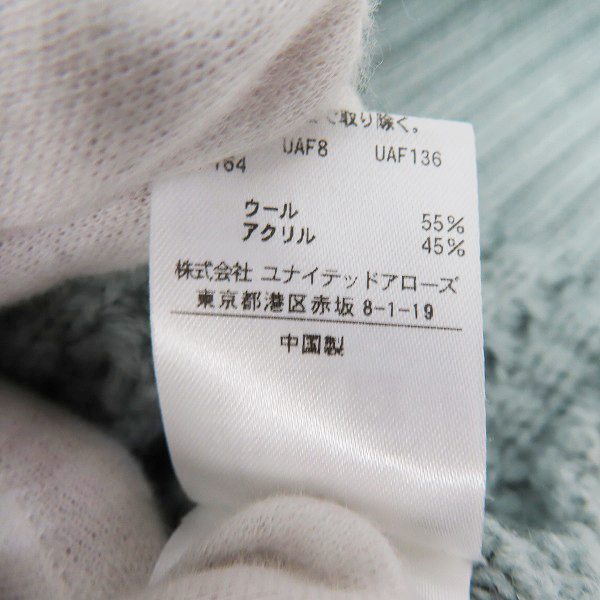 で取り除く。
164 UAF8 UAF136
ウール 55%
アクリル 45%
株式会社 ユナイテッドアローズ
東京都港区赤坂 8-1-19
中国製